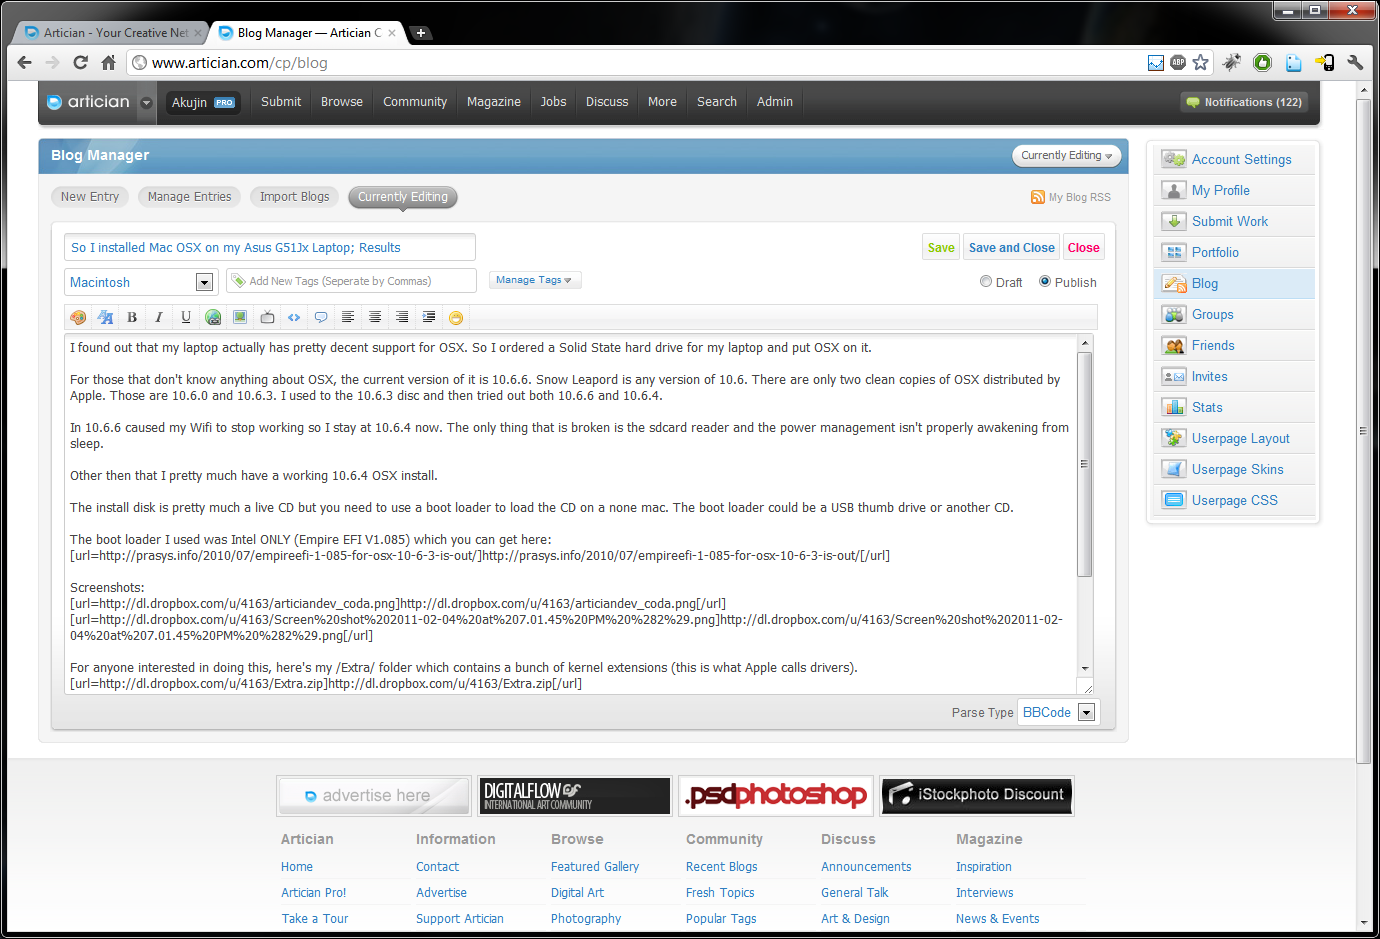 Artician - Your Creative Net
Blog Manager — Artician C
www.artician.com/cp/blog
ABP
artician
Akujin PRO
Submit
Browse
Community
Magazine
Jobs
Discuss
More
Search
Admin
Notifications (122)
Blog Manager
Currently Editing
New Entry
Manage Entries
Import Blogs
Currently Editing
My Blog RSS
So I installed Mac OSX on my Asus G51Jx Laptop; Results
Save
Save and Close
Close
Macintosh
Add New Tags (Seperate by Commas)
Manage Tags
Draft
Publish
B
I
U
I found out that my laptop actually has pretty decent support for OSX. So I ordered a Solid State hard drive for my laptop and put OSX on it.
For those that don't know anything about OSX, the current version of it is 10.6.6. Snow Leapord is any version of 10.6. There are only two clean copies of OSX distributed by
Apple. Those are 10.6.0 and 10.6.3. I used to the 10.6.3 disc and then tried out both 10.6.6 and 10.6.4.
In 10.6.6 caused my Wifi to stop working so I stay at 10.6.4 now. The only thing that is broken is the sdcard reader and the power management isn't properly awakening from
sleep.
Other then that I pretty much have a working 10.6.4 OSX install.
The install disk is pretty much a live CD but you need to use a boot loader to load the CD on a none mac. The boot loader could be a USB thumb drive or another CD.
The boot loader I used was Intel ONLY (Empire EFI V1.085) which you can get here:
[url=http://prasys.info/2010/07/empireefi-1-085-for-osx-10-6-3-is-out/]http://prasys.info/2010/07/empireefi-1-085-for-osx-10-6-3-is-out/[/url]
Screenshots:
[url=http://dl.dropbox.com/u/4163/articiandev_coda.png]http://dl.dropbox.com/u/4163/articiandev_coda.png[/url]
[url=http://dl.dropbox.com/u/4163/Screen%20shot%202011-02-04%20at%207.01.45%20PM%20%282%29.png]http://dl.dropbox.com/u/4163/Screen%20shot%202011-02-
04%20at%207.01.45%20PM%20%282%29.png[/url]
For anyone interested in doing this, here's my /Extra/ folder which contains a bunch of kernel extensions (this is what Apple calls drivers).
[url=http://dl.dropbox.com/u/4163/Extra.zip]http://dl.dropbox.com/u/4163/Extra.zip[/url]
Parse Type
BBCode
Account Settings
My Profile
Submit Work
Portfolio
Blog
Groups
Friends
Invites
Stats
Userpage Layout
Userpage Skins
Userpage CSS
advertise here
DIGITALFLOW
INTERNATIONAL ART COMMUNITY
.psdphotoshop
iStockphoto Discount
Artician
Information
Browse
Community
Discuss
Magazine
Home
Contact
Featured Gallery
Recent Blogs
Announcements
Inspiration
Artician Pro!
Advertise
Digital Art
Fresh Topics
General Talk
Interviews
Take a Tour
Support Artician
Photography
Popular Tags
Art & Design
News & Events